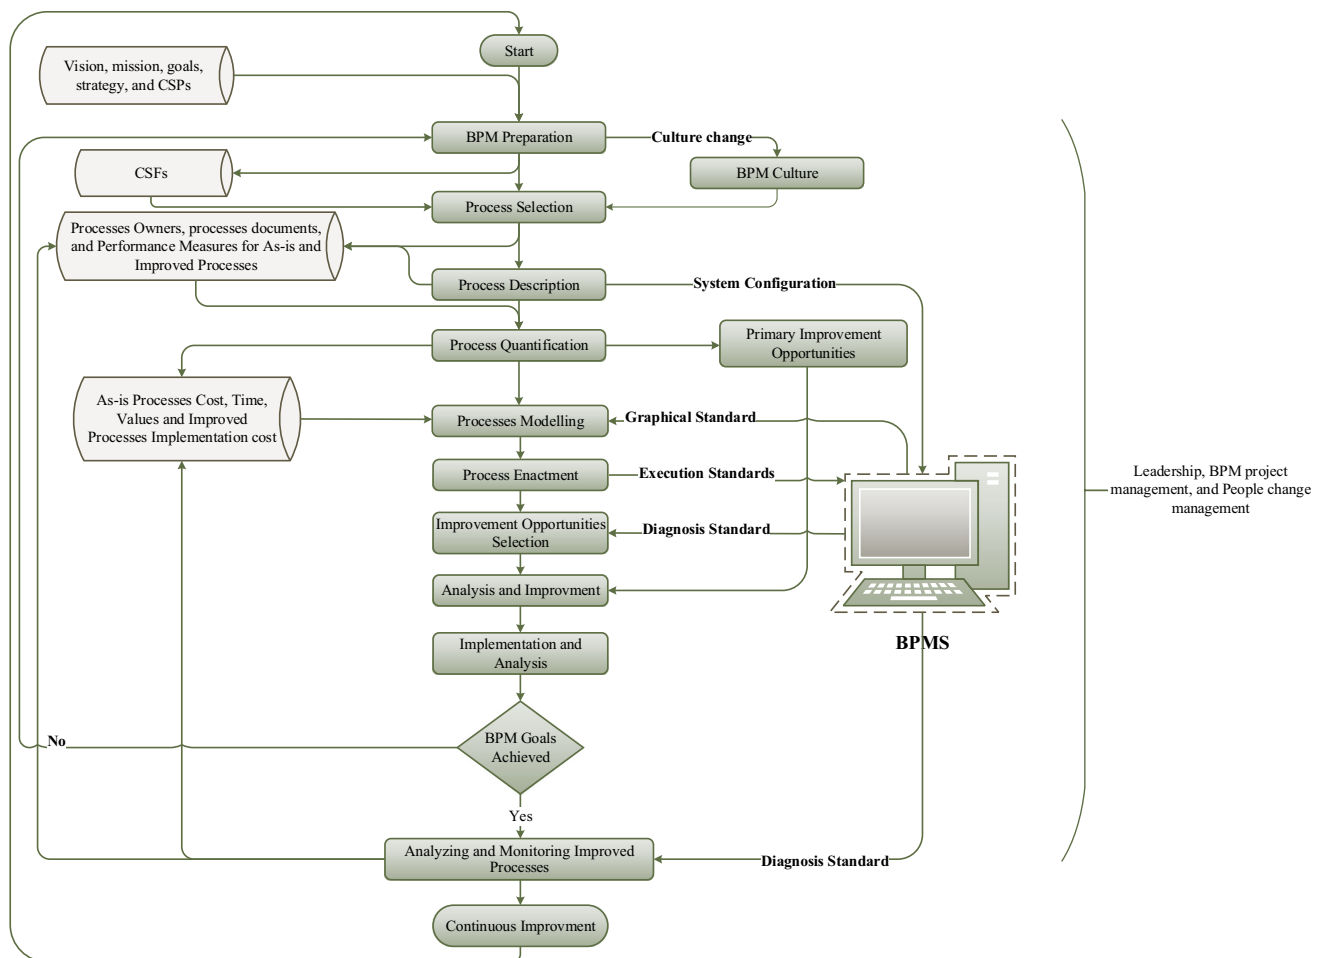 Start
Vision, mission, goals,
strategy, and CSPs
BPM Preparation
Culture change
CSFs
BPM Culture
Process Selection
Processes Owners, processes documents,
and Performance Measures for As-is and
Improved Processes
Process Description
System Configuration
Process Quantification
Primary Improvement
Opportunities
As-is Processes Cost, Time,
Values and Improved
Processes Implementation cost
Processes Modelling
Graphical Standard
Process Enactment
Execution Standards
Leadership, BPM project
management, and People change
management
Improvement Opportunities
Selection
Diagnosis Standard
Analysis and Improvment
BPMS
Implementation and
Analysis
BPM Goals
Achieved
No
Yes
Analyzing and Monitoring Improved
Processes
Diagnosis Standard
Continuous Improvment